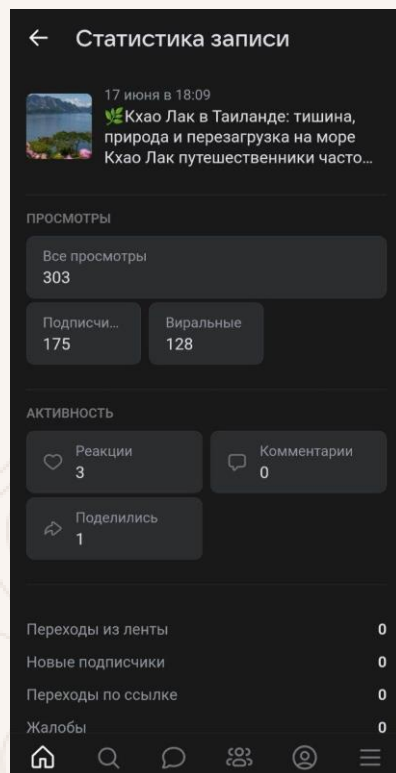 Статистика записи
17 июня в 18:09
🌿Кхао Лак в Таиланде: тишина,
природа и перезагрузка на море
Кхао Лак путешественники часто...
ПРОСМОТРЫ
Все просмотры
303
Подписчи...
175
Виральные
128
АКТИВНОСТЬ
Реакции
3
Комментарии
0
Поделились
1
Переходы из ленты 0
Новые подписчики 0
Переходы по ссылке 0
Жалобы 0